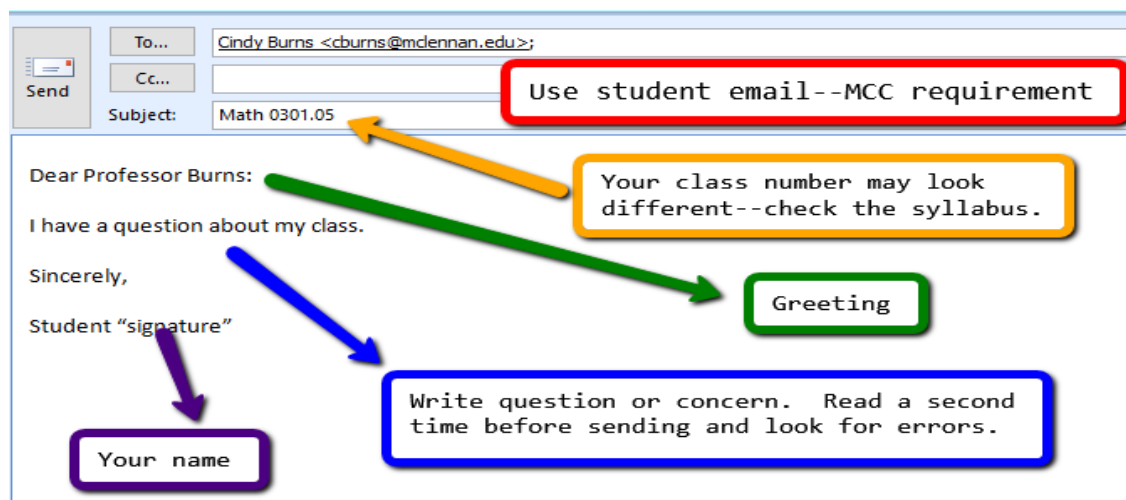 To...
Cindy Burns <cburns@mclennan.edu>;
Cc...
Send
Use student email--MCC requirement
Subject:
Math 0301.05
Dear Professor Burns:
Your class number may look
different--check the syllabus.
I have a question about my class.
Sincerely,
Greeting
Student “signature”
Write question or concern.  Read a second
time before sending and look for errors.
Your name